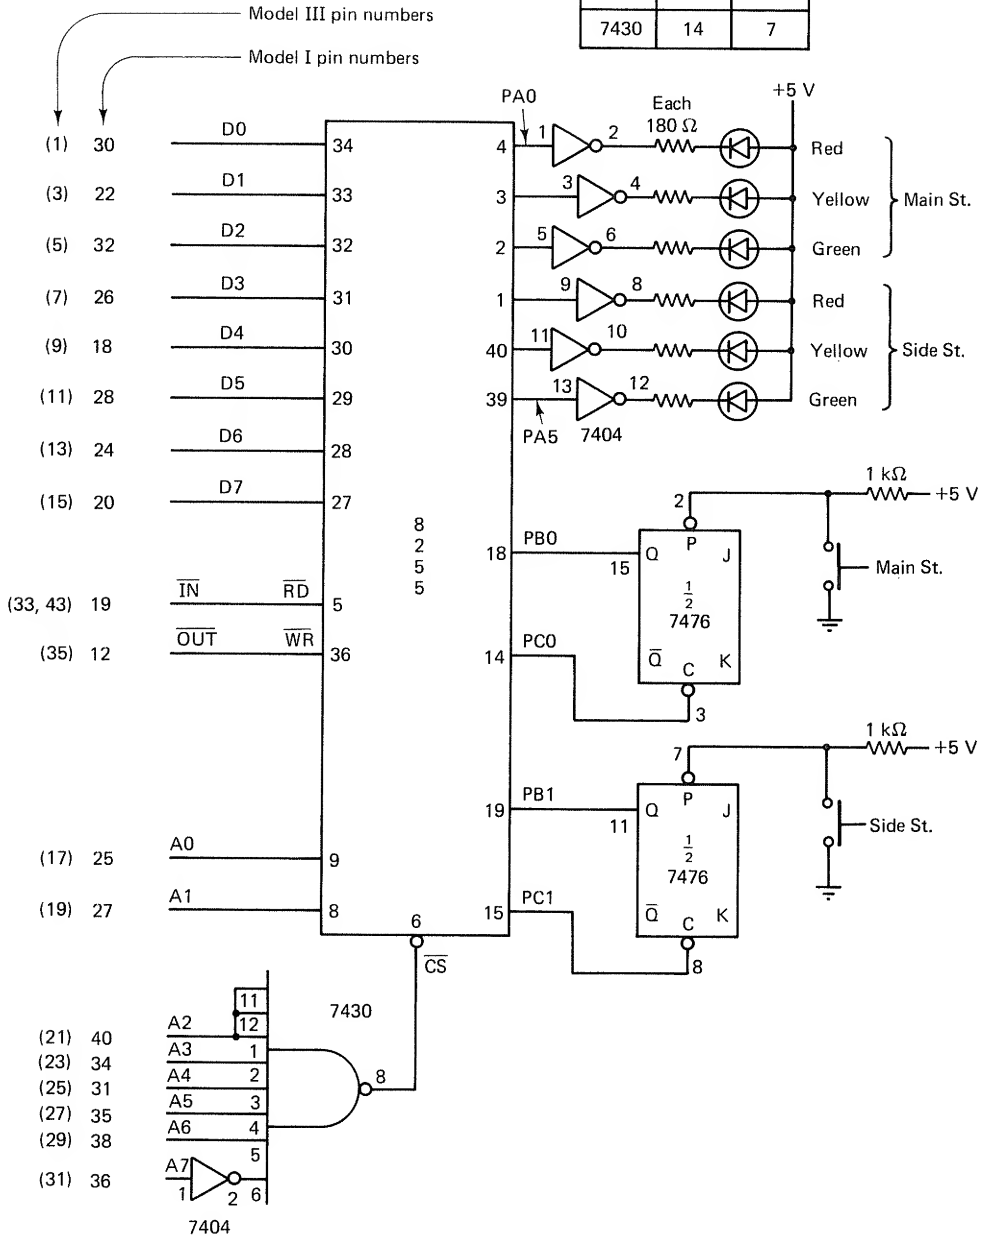 Model III pin numbers
Model I pin numbers
7430 14 7
+5 V
PA0
Each
180 Ω
(1) 30 D0 34
4 1 2 Red
(3) 22 D1 33
3 3 4 Yellow Main St.
(5) 32 D2 32
2 5 6 Green
(7) 26 D3 31
1 9 8 Red
(9) 18 D4 30
40 11 10 Yellow Side St.
(11) 28 D5 29
39 13 12 Green
PA5 7404
(13) 24 D6 28
(15) 20 D7 27
1 kΩ
+5 V
2
8
2
5
5
18 PB0 15 Q P J
1/2
7476
Main St.
(33, 43) 19 IN̅ RD̅ 5
(35) 12 OUT̅ WR̅ 36
14 PC0
Q̅ C K
3
1 kΩ
+5 V
7
19 PB1 11 Q P J
1/2
7476
Side St.
(17) 25 A0 9
(19) 27 A1 8
15 PC1
Q̅ C K
8
6
CS̅
7430
11
(21) 40 A2 12
(23) 34 A3 1
(25) 31 A4 2
8
(27) 35 A5 3
(29) 38 A6 4
5
(31) 36 A7 1 2 6
7404